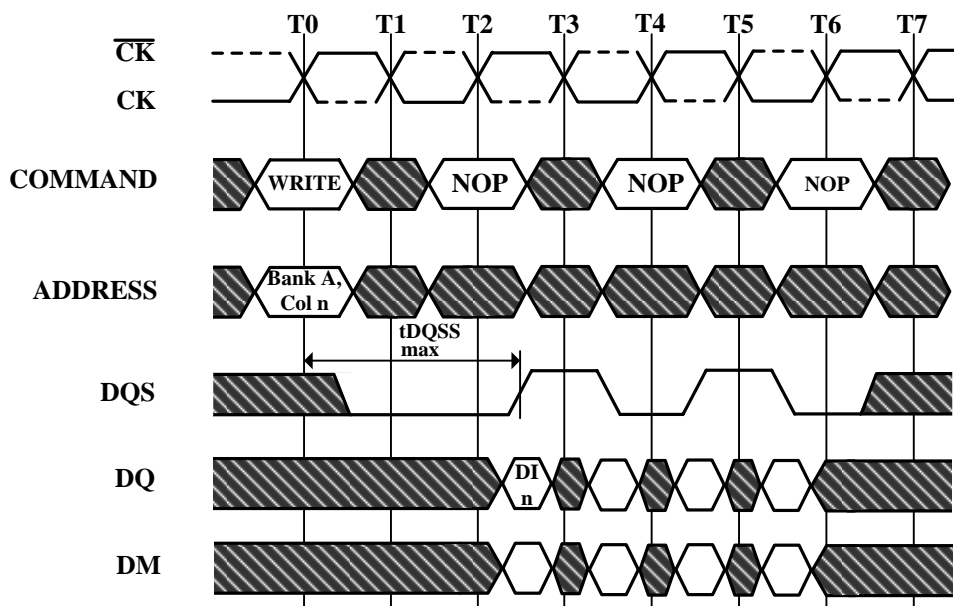 T0 T1 T2 T3 T4 T5 T6 T7
CK
CK
COMMAND WRITE NOP NOP NOP
ADDRESS Bank A,
Col n
tDQSS
max
DQS
DQ DI
n
DM